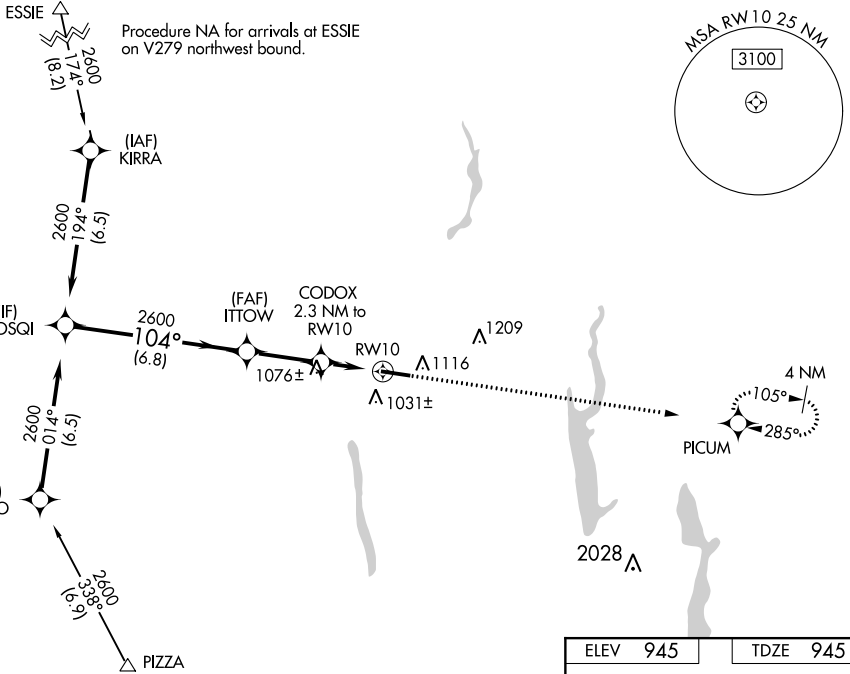 ESSIE
Procedure NA for arrivals at ESSIE
on V279 northwest bound.
2600
174°
(8.2)
MSA RW10 25 NM
3100
(IAF)
KIRRA
2600
194°
(6.5)
2600
104°
(6.8)
(FAF)
ITTOW
CODOX
2.3 NM to
RW10
RW10
1209
1116
1076±
1031±
4 NM
105°
285°
PICUM
2600
014°
(6.5)
2028
2600
338°
(6.9)
PIZZA
ELEV 945
TDZE 945